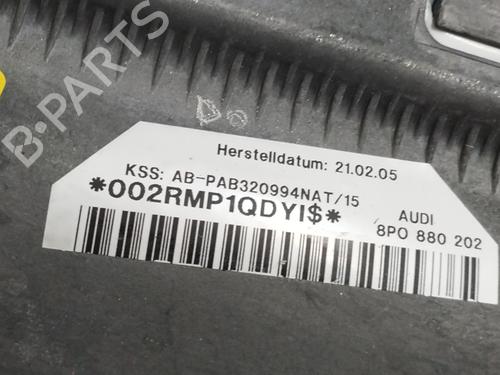 B-PARTS
Herstelldatum: 21.02.05
KSS: AB-PAB320994NAT/15
*002RMP1QDYI$*
AUDI
8P0 880 202